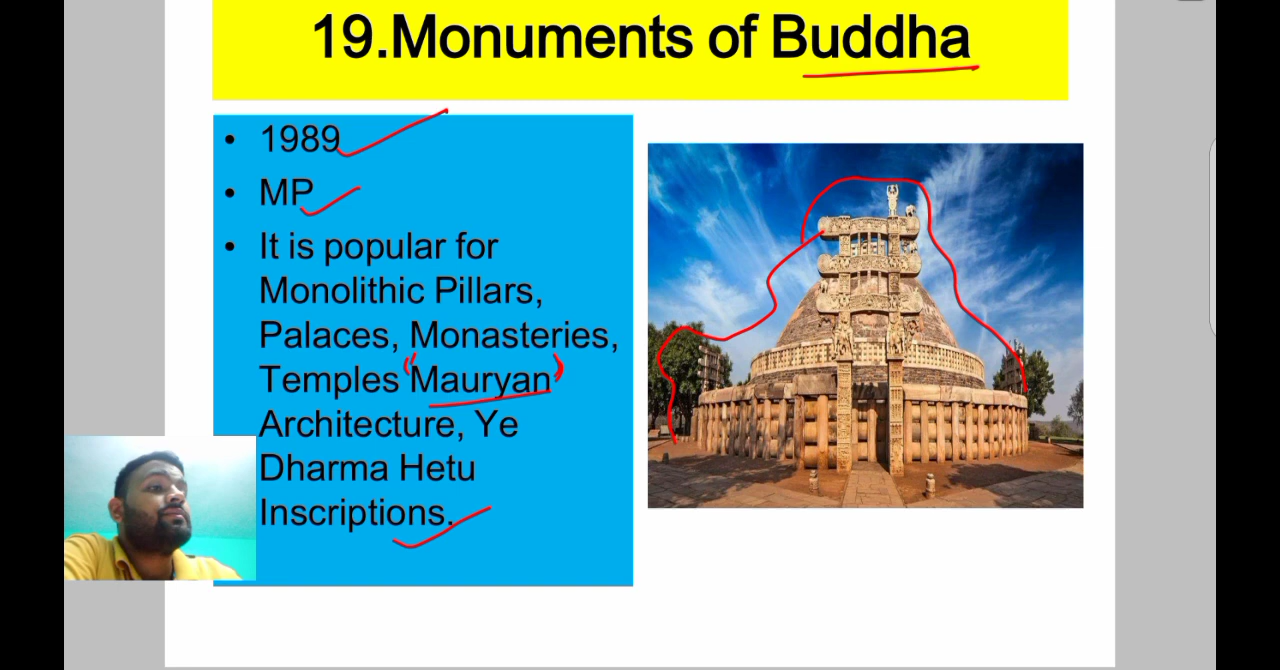 19.Monuments of Buddha
• 1989
• MP
• It is popular for
Monolithic Pillars,
Palaces, Monasteries,
Temples Mauryan
Architecture, Ye
Dharma Hetu
Inscriptions.